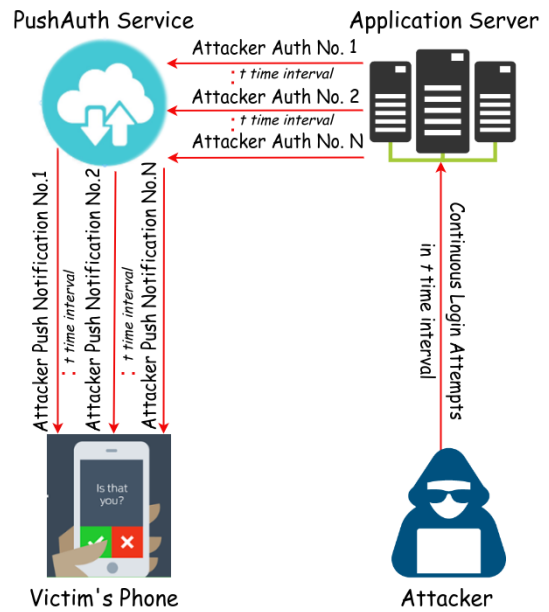 PushAuth Service
Application Server
Attacker Auth No. 1
: t time interval
Attacker Auth No. 2
: t time interval
Attacker Auth No. N
Attacker Push Notification No.1
: : t time interval
Attacker Push Notification No.2
: : t time interval
Attacker Push Notification No.N
Continuous Login Attempts
in t time interval
Is that
you?
Victim's Phone
Attacker